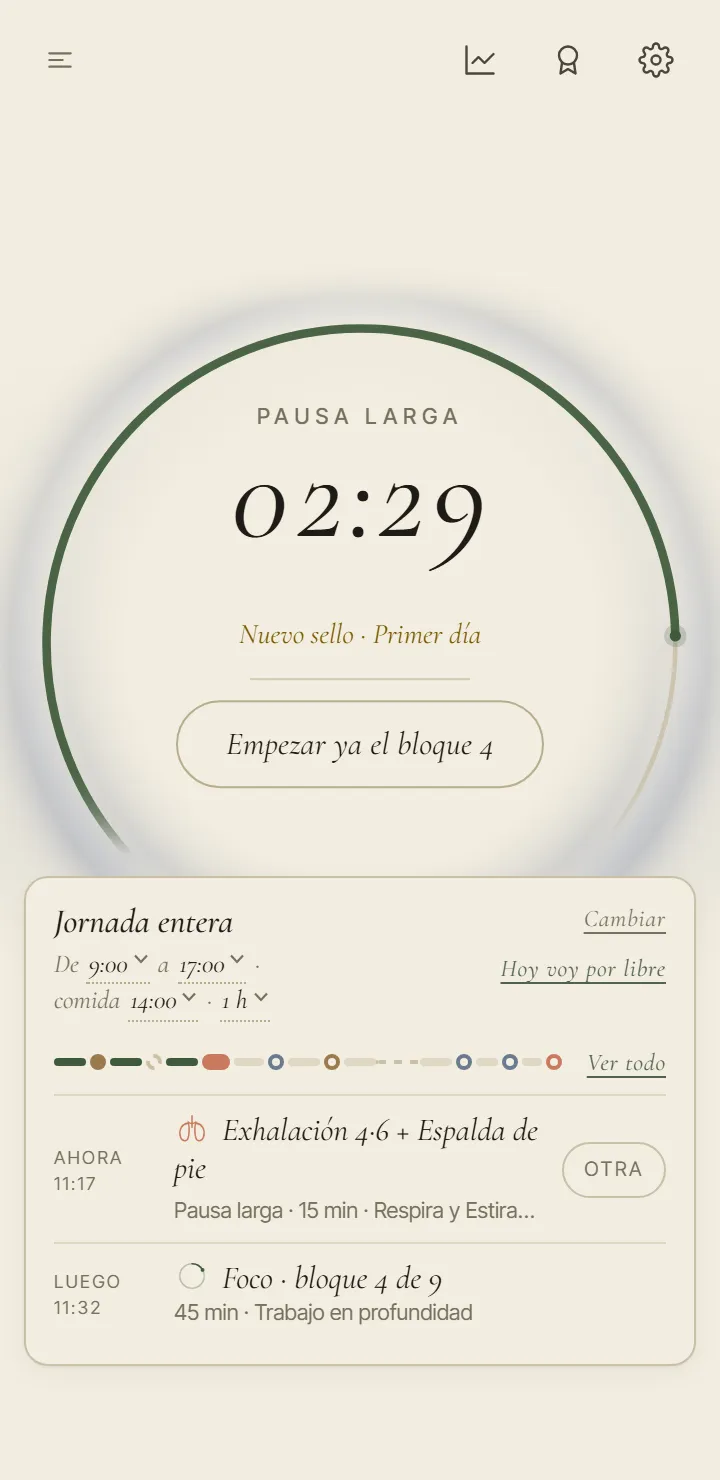 PAUSA LARGA
02:29
Nuevo sello · Primer día
Empezar ya el bloque 4
Jornada entera
Cambiar
De 9:00 a 17:00 ·
Hoy voy por libre
comida 14:00 · 1 h
Ver todo
AHORA
11:17
Exhalación 4·6 + Espalda de
pie
Pausa larga · 15 min · Respira y Estira...
OTRA
LUEGO
11:32
Foco · bloque 4 de 9
45 min · Trabajo en profundidad